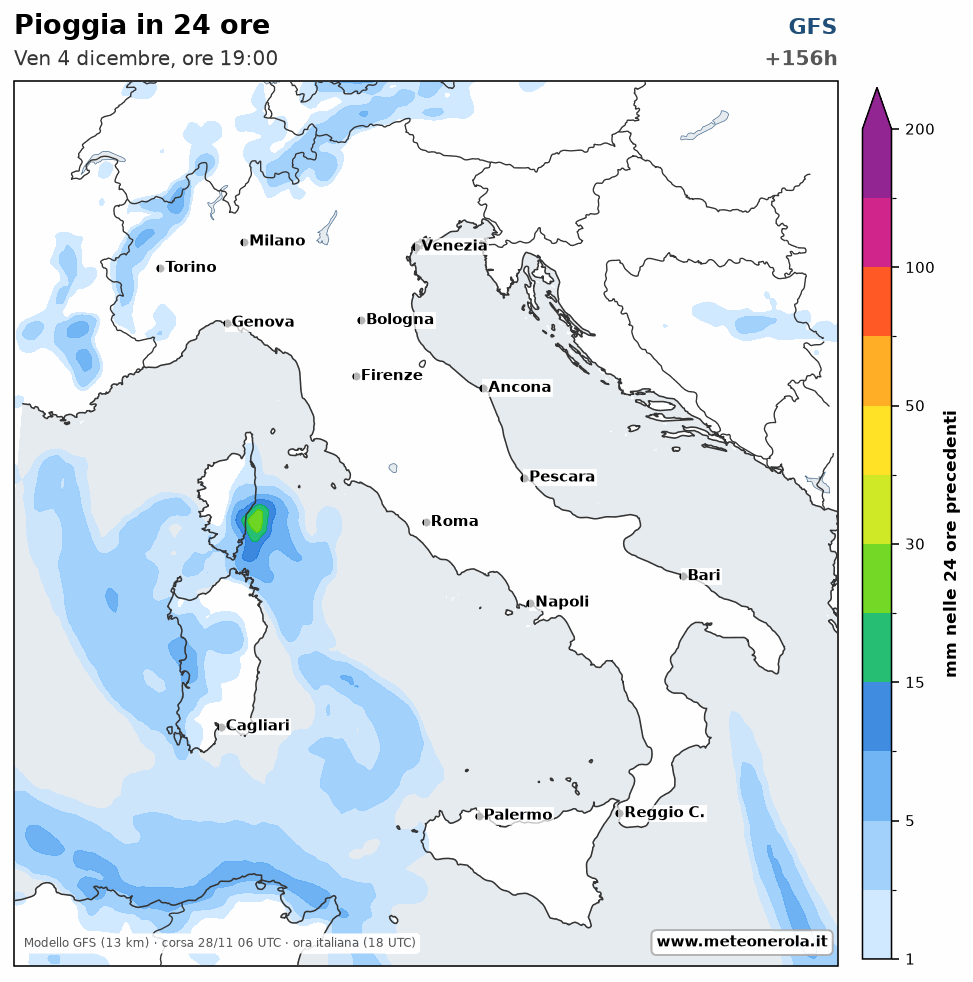 Pioggia in 24 ore
GFS
Ven 4 dicembre, ore 19:00
+156h
Milano
Venezia
Torino
Genova
Bologna
Firenze
Ancona
Pescara
Roma
Bari
Napoli
Cagliari
Palermo
Reggio C.
200
100
50
30
15
5
1
mm nelle 24 ore precedenti
Modello GFS (13 km) · corsa 28/11 06 UTC · ora italiana (18 UTC)
www.meteonerola.it